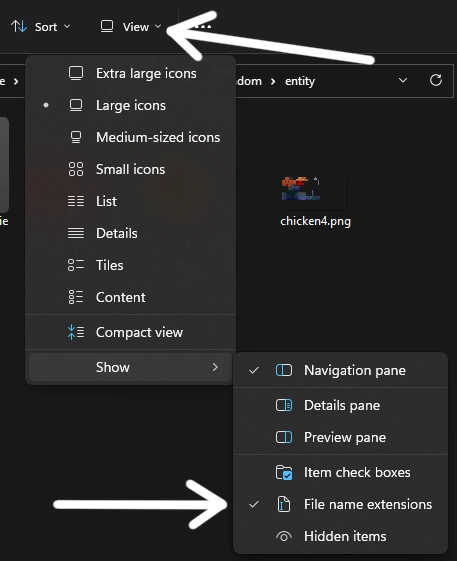 Sort
View
e
dom
entity
Extra large icons
Large icons
Medium-sized icons
Small icons
List
Details
Tiles
Content
Compact view
Show
ie
chicken4.png
Navigation pane
Details pane
Preview pane
Item check boxes
File name extensions
Hidden items